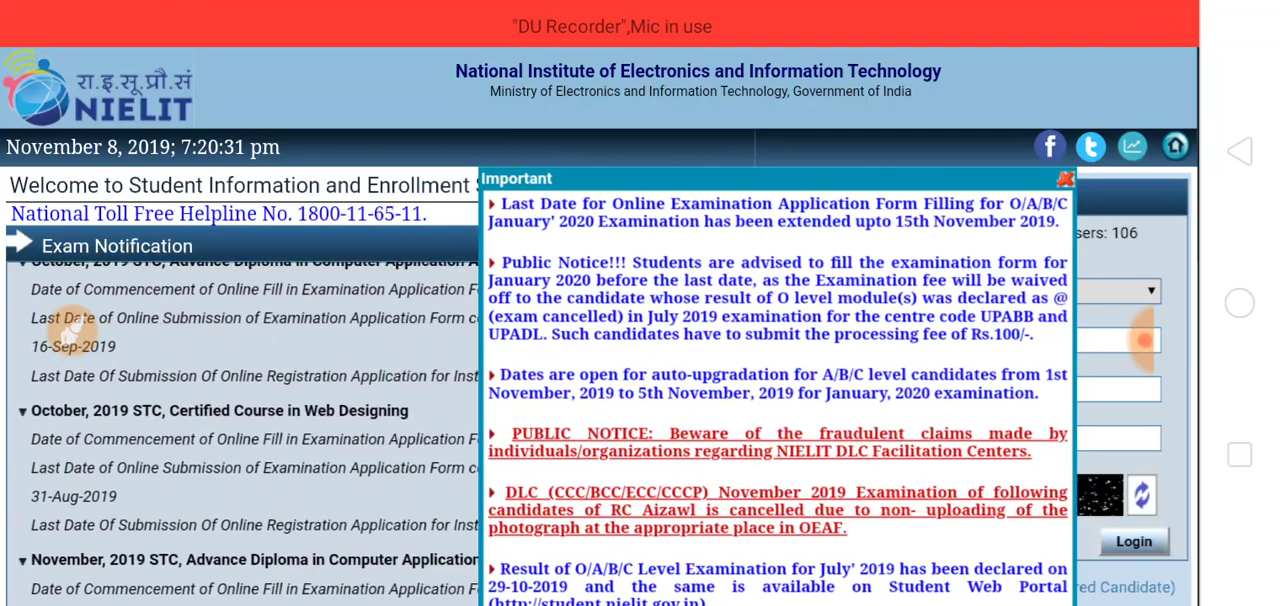 "DU Recorder",Mic in use
रा.इ.सू.प्रौ.सं
NIELIT
National Institute of Electronics and Information Technology
Ministry of Electronics and Information Technology, Government of India
November 8, 2019; 7:20:31 pm
Welcome to Student Information and Enrollment
National Toll Free Helpline No. 1800-11-65-11.
Exam Notification
October, 2019 STC, Advance Diploma in Computer Application
Date of Commencement of Online Fill in Examination Application
Last Date of Online Submission of Examination Application Form
16-Sep-2019
Last Date Of Submission Of Online Registration Application for
October, 2019 STC, Certified Course in Web Designing
Date of Commencement of Online Fill in Examination Application
Last Date of Online Submission of Examination Application Form
31-Aug-2019
Last Date Of Submission Of Online Registration Application for
November, 2019 STC, Advance Diploma in Computer Application
Date of Commencement of Online Fill in Examination Application
Important
Last Date for Online Examination Application Form Filling for O/A/B/C
January' 2020 Examination has been extended upto 15th November 2019.
Public Notice!!! Students are advised to fill the examination form for
January 2020 before the last date, as the Examination fee will be waived
off to the candidate whose result of O level module(s) was declared as @
(exam cancelled) in July 2019 examination for the centre code UPABB and
UPADL. Such candidates have to submit the processing fee of Rs.100/-.
Dates are open for auto-upgradation for A/B/C level candidates from 1st
November, 2019 to 5th November, 2019 for January, 2020 examination.
PUBLIC NOTICE: Beware of the fraudulent claims made by
individuals/organizations regarding NIELIT DLC Facilitation Centers.
DLC (CCC/BCC/ECC/CCCP) November 2019 Examination of following
candidates of RC Aizawl is cancelled due to non- uploading of the
photograph at the appropriate place in OEAF.
Result of O/A/B/C Level Examination for July' 2019 has been declared on
29-10-2019 and the same is available on Student Web Portal
(http://student.nielit.gov.in)
sers: 106
Login
red Candidate)